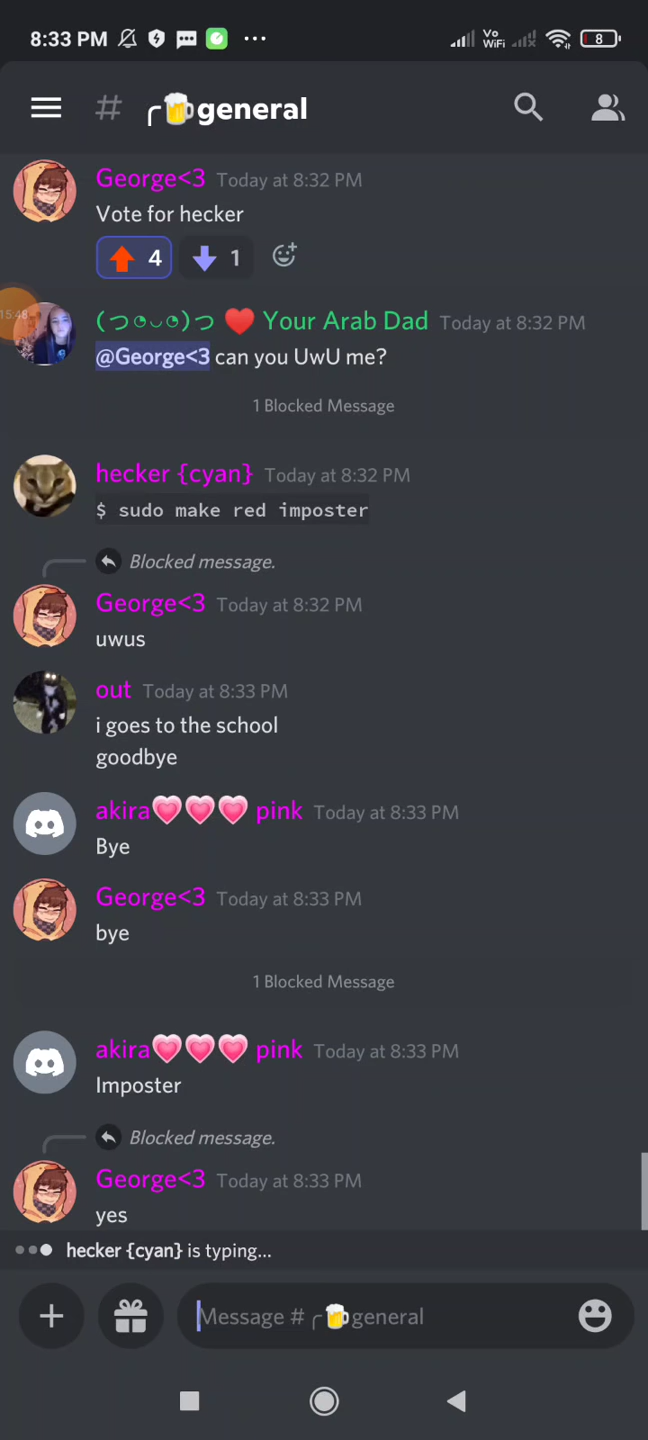 8:33 PM
Vo
WiFi
8
# ╭🍺general
George<3 Today at 8:32 PM
Vote for hecker
4 1
15:48
(つ◔◡◔)つ ❤️ Your Arab Dad Today at 8:32 PM
@George<3 can you UwU me?
1 Blocked Message
hecker {cyan} Today at 8:32 PM
$ sudo make red imposter
Blocked message.
George<3 Today at 8:32 PM
uwus
out Today at 8:33 PM
i goes to the school
goodbye
akira💗💗💗 pink Today at 8:33 PM
Bye
George<3 Today at 8:33 PM
bye
1 Blocked Message
akira💗💗💗 pink Today at 8:33 PM
Imposter
Blocked message.
George<3 Today at 8:33 PM
yes
hecker {cyan} is typing...
Message # ╭🍺general